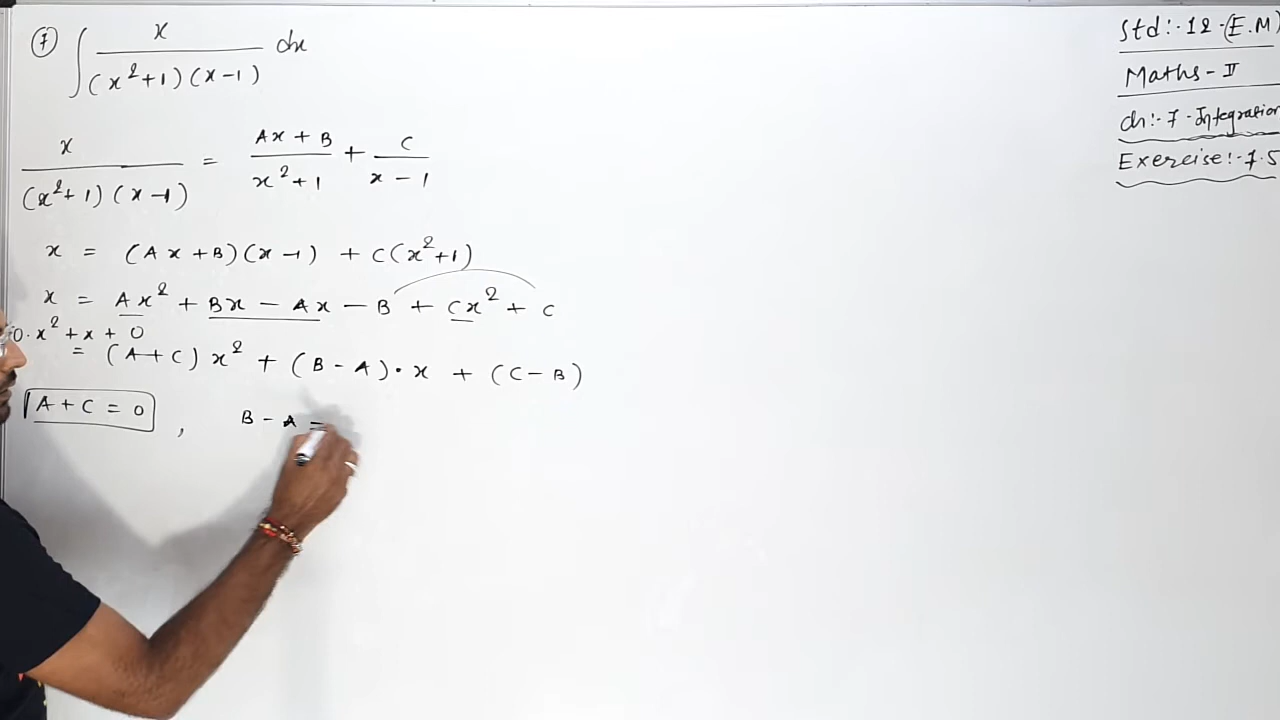 7 ∫ x / (x²+1)(x-1) dx
x / (x²+1)(x-1) = Ax+B / x²+1 + C / x-1
x = (Ax+B)(x-1) + C(x²+1)
x = Ax² + Bx - Ax - B + Cx² + C
0.x² + x + 0
= (A+C) x² + (B-A)·x + (C-B)
A+C = 0 , B-A =
Std:-12-(E.M)
Maths-II
ch:-7-Integration
Exercise:-7.5